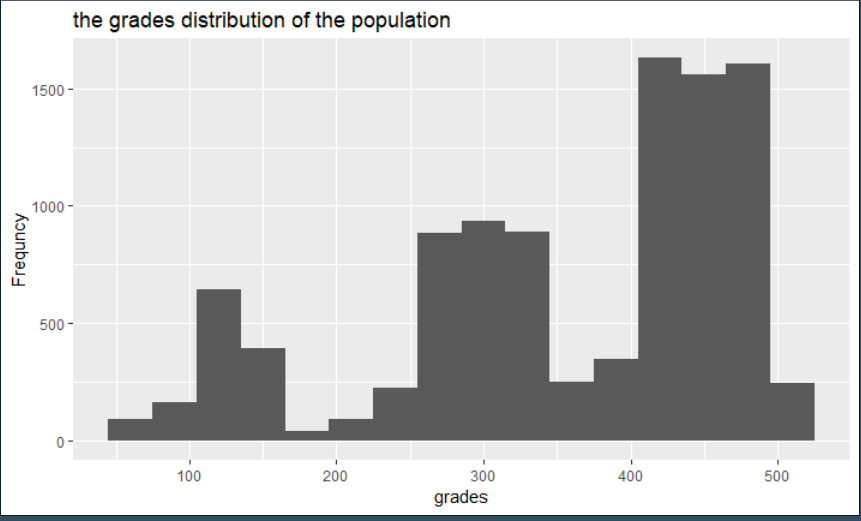 the grades distribution of the population
Frequncy
1500
1000
500
0
100 200 300 400 500
grades